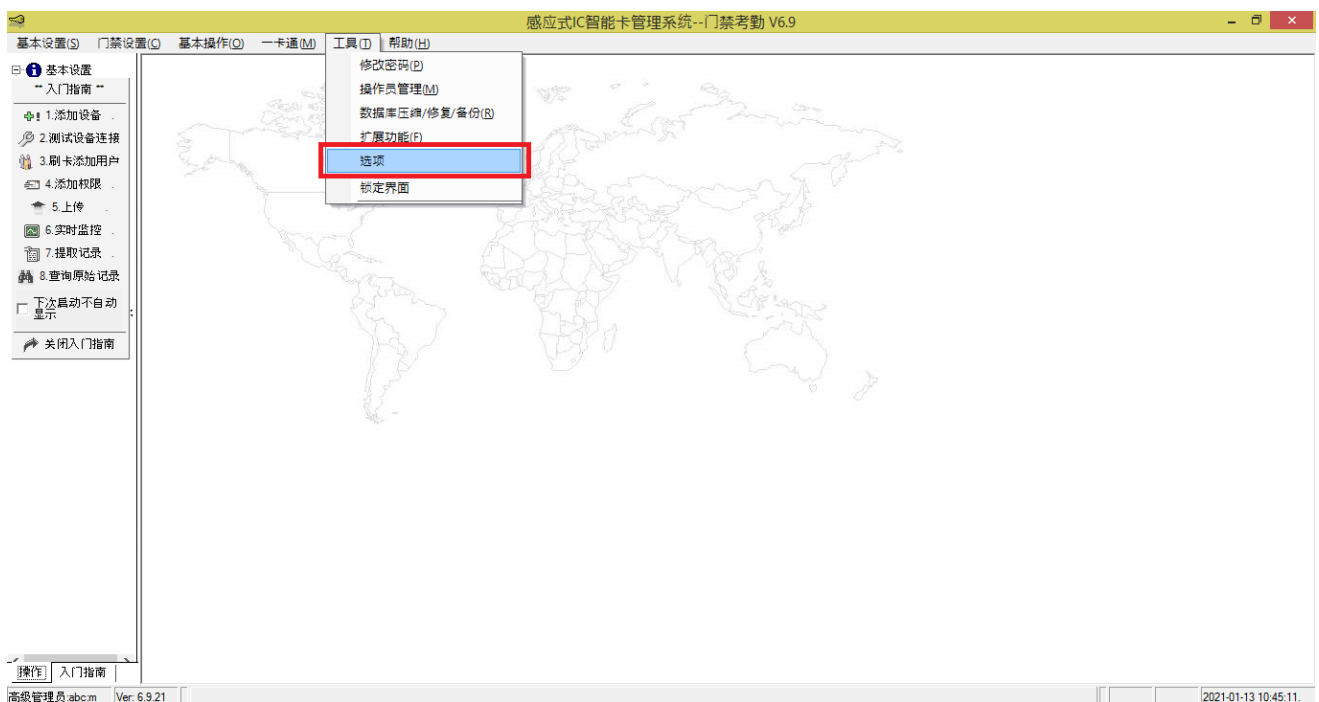 感应式IC智能卡管理系统--门禁考勤 V6.9
基本设置(S) 门禁设置(C) 基本操作(O) 一卡通(M) 工具(T) 帮助(H)
修改密码(P)
操作员管理(M)
数据库压缩/修复/备份(R)
扩展功能(F)
选项
锁定界面
基本设置
** 入门指南 **
1.添加设备 .
2.测试设备连接
3.刷卡添加用户
4.添加权限 .
5.上传 .
6.实时监控 .
7.提取记录 .
8.查询原始记录
下次启动不自动
显示
关闭入门指南
操作 入门指南
高级管理员:abc:m Ver: 6.9.21 2021-01-13 10:45:11.